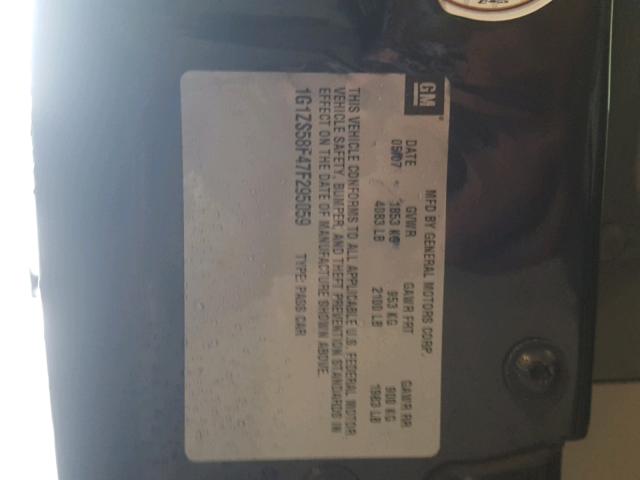 GM
MFD BY GENERAL MOTORS CORP.
DATE GVWR GAWR FRT GAWR RR
05/07 1853 KG 953 KG 900 KG
4083 LB 2100 LB 1983 LB
THIS VEHICLE CONFORMS TO ALL APPLICABLE U.S. FEDERAL MOTOR
VEHICLE SAFETY, BUMPER, AND THEFT PREVENTION STANDARDS IN
EFFECT ON THE DATE OF MANUFACTURE SHOWN ABOVE.
1G1ZS58F47F295059 TYPE: PASS CAR